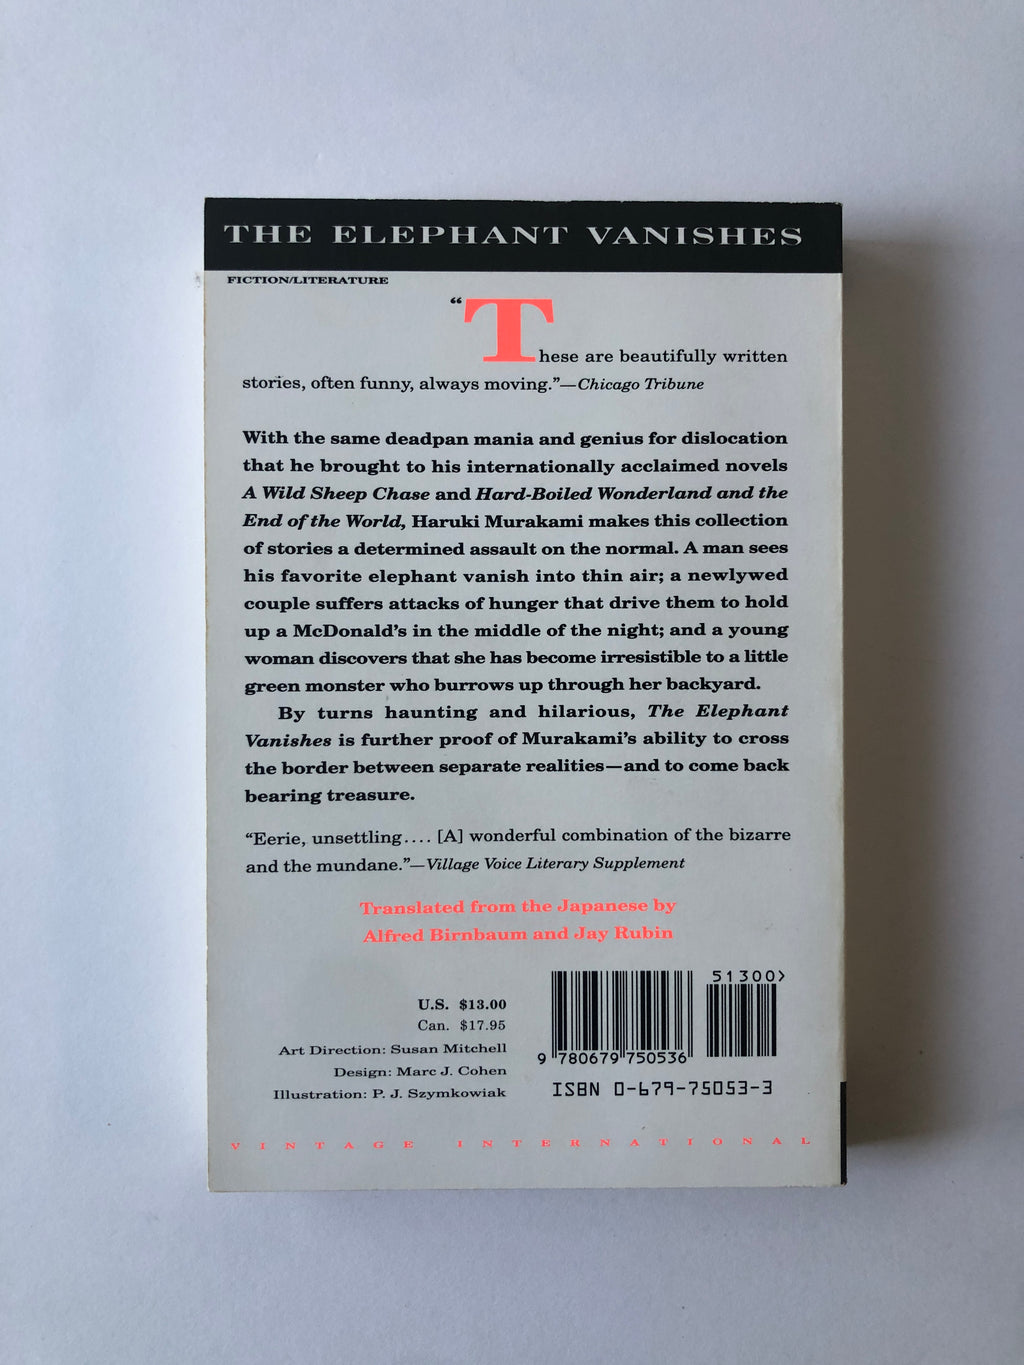 THE ELEPHANT VANISHES
FICTION/LITERATURE
“These are beautifully written
stories, often funny, always moving.”—Chicago Tribune
With the same deadpan mania and genius for dislocation
that he brought to his internationally acclaimed novels
A Wild Sheep Chase and Hard-Boiled Wonderland and the
End of the World, Haruki Murakami makes this collection
of stories a determined assault on the normal. A man sees
his favorite elephant vanish into thin air; a newlywed
couple suffers attacks of hunger that drive them to hold
up a McDonald’s in the middle of the night; and a young
woman discovers that she has become irresistible to a little
green monster who burrows up through her backyard.
By turns haunting and hilarious, The Elephant
Vanishes is further proof of Murakami’s ability to cross
the border between separate realities—and to come back
bearing treasure.
“Eerie, unsettling.... [A] wonderful combination of the bizarre
and the mundane.”—Village Voice Literary Supplement
Translated from the Japanese by
Alfred Birnbaum and Jay Rubin
U.S. $13.00
Can. $17.95
Art Direction: Susan Mitchell
Design: Marc J. Cohen
Illustration: P. J. Szymkowiak
51300>
9 780679 750536
ISBN 0-679-75053-3
VINTAGE INTERNATIONAL